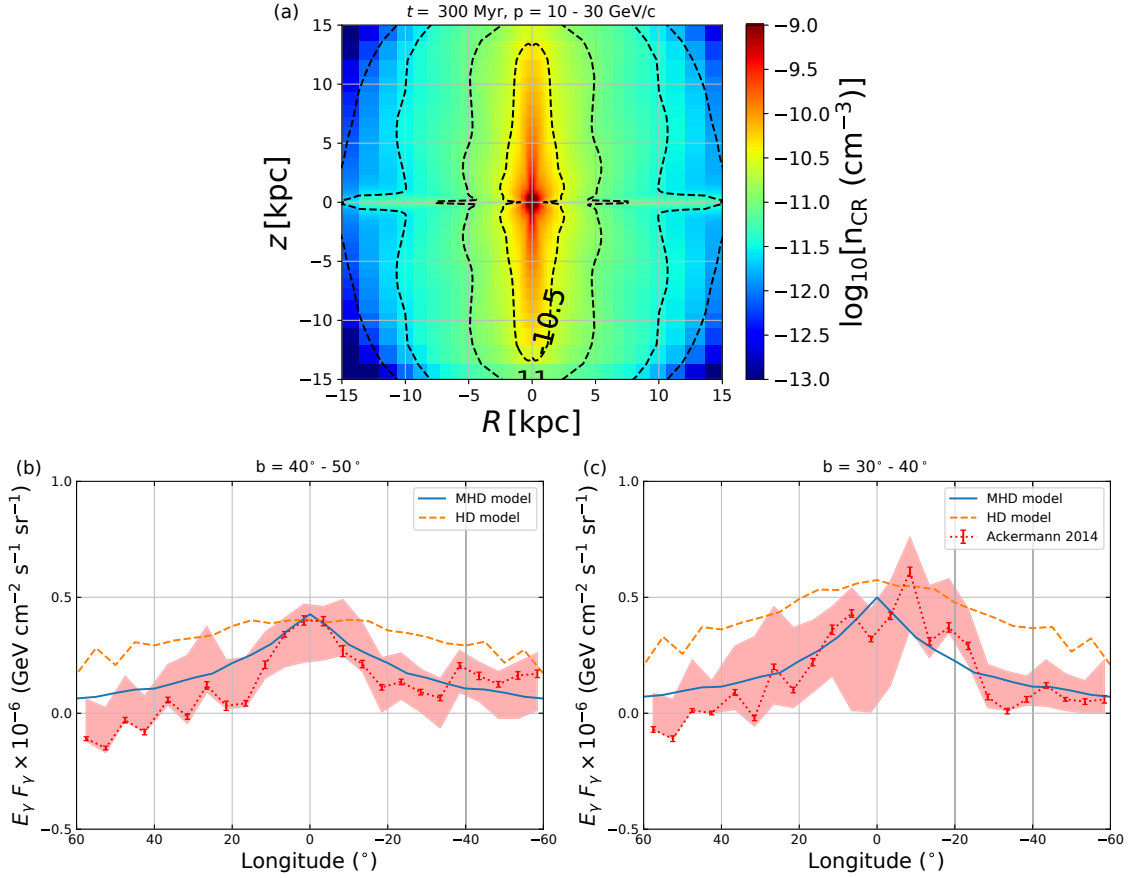 (a)
t = 300 Myr, p = 10 - 30 GeV/c
15
10
5
0
−5
−10
−15
z [kpc]
-10.5
11
−15 −10 −5 0 5 10 15
R [kpc]
−9.0
−9.5
−10.0
−10.5
−11.0
−11.5
−12.0
−12.5
−13.0
log₁₀[n_CR (cm⁻³)]
(b)
b = 40° - 50°
1.0
0.5
0.0
−0.5
E_γ F_γ × 10⁻⁶ (GeV cm⁻² s⁻¹ sr⁻¹)
MHD model
HD model
60 40 20 0 −20 −40 −60
Longitude (°)
(c)
b = 30° - 40°
1.0
0.5
0.0
−0.5
E_γ F_γ × 10⁻⁶ (GeV cm⁻² s⁻¹ sr⁻¹)
MHD model
HD model
Ackermann 2014
60 40 20 0 −20 −40 −60
Longitude (°)